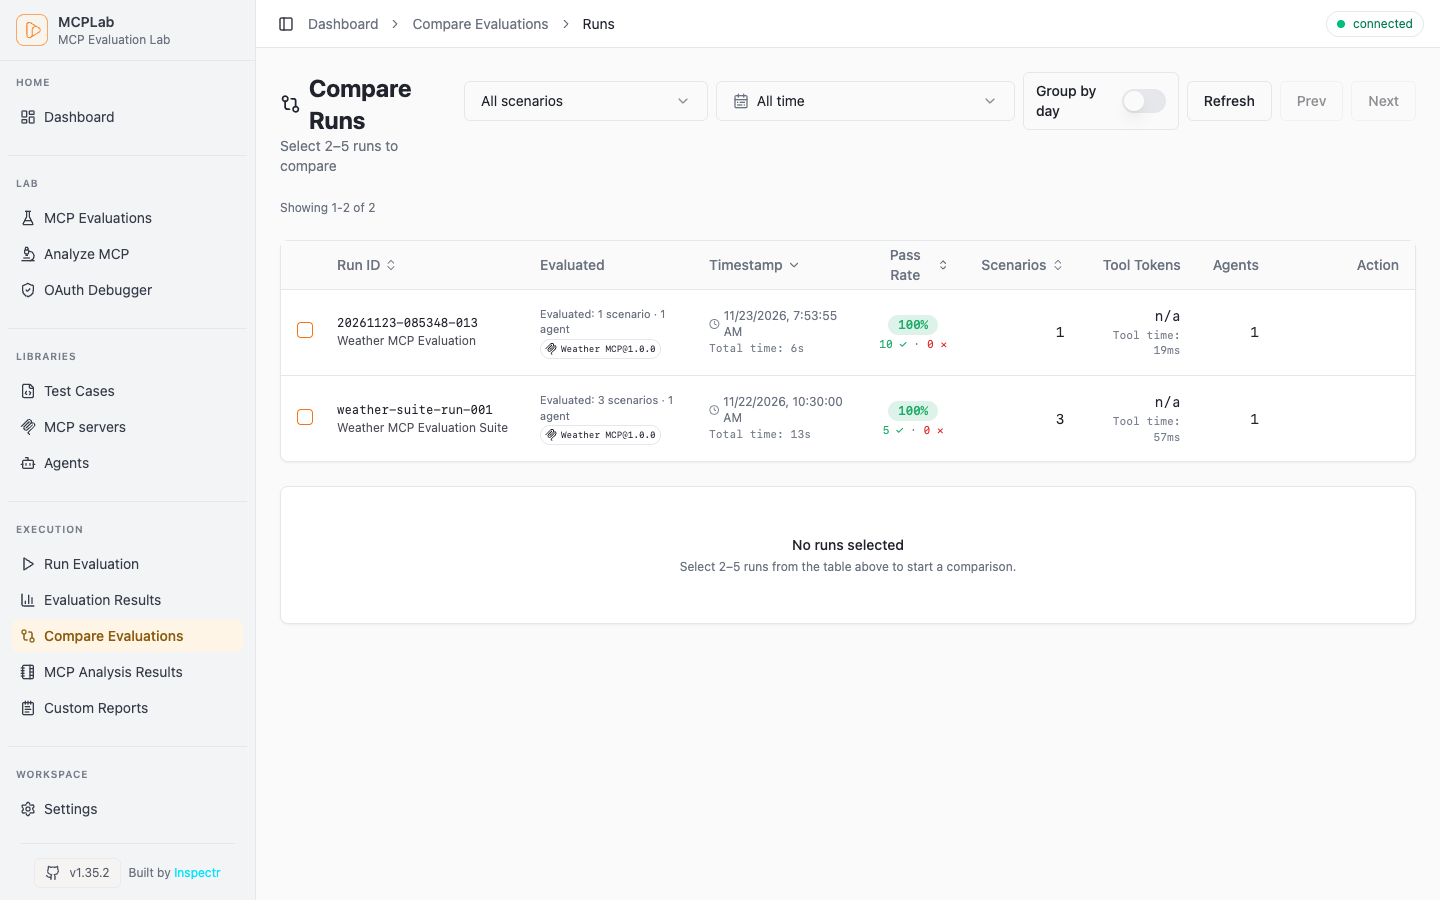 MCPLab
MCP Evaluation Lab
HOME
Dashboard
LAB
MCP Evaluations
Analyze MCP
OAuth Debugger
LIBRARIES
Test Cases
MCP servers
Agents
EXECUTION
Run Evaluation
Evaluation Results
Compare Evaluations
MCP Analysis Results
Custom Reports
WORKSPACE
Settings
v1.35.2
Built by Inspectr
Dashboard > Compare Evaluations > Runs
connected
Compare
Runs
Select 2–5 runs to
compare
All scenarios
All time
Group by
day
Refresh
Prev
Next
Showing 1-2 of 2
Run ID
Evaluated
Timestamp
Pass
Rate
Scenarios
Tool Tokens
Agents
Action
20261123-085348-013
Weather MCP Evaluation
Evaluated: 1 scenario · 1
agent
Weather MCP@1.0.0
11/23/2026, 7:53:55
AM
Total time: 6s
100%
10 ✓ · 0 ×
1
n/a
Tool time:
19ms
1
weather-suite-run-001
Weather MCP Evaluation Suite
Evaluated: 3 scenarios · 1
agent
Weather MCP@1.0.0
11/22/2026, 10:30:00
AM
Total time: 13s
100%
5 ✓ · 0 ×
3
n/a
Tool time:
57ms
1
No runs selected
Select 2–5 runs from the table above to start a comparison.